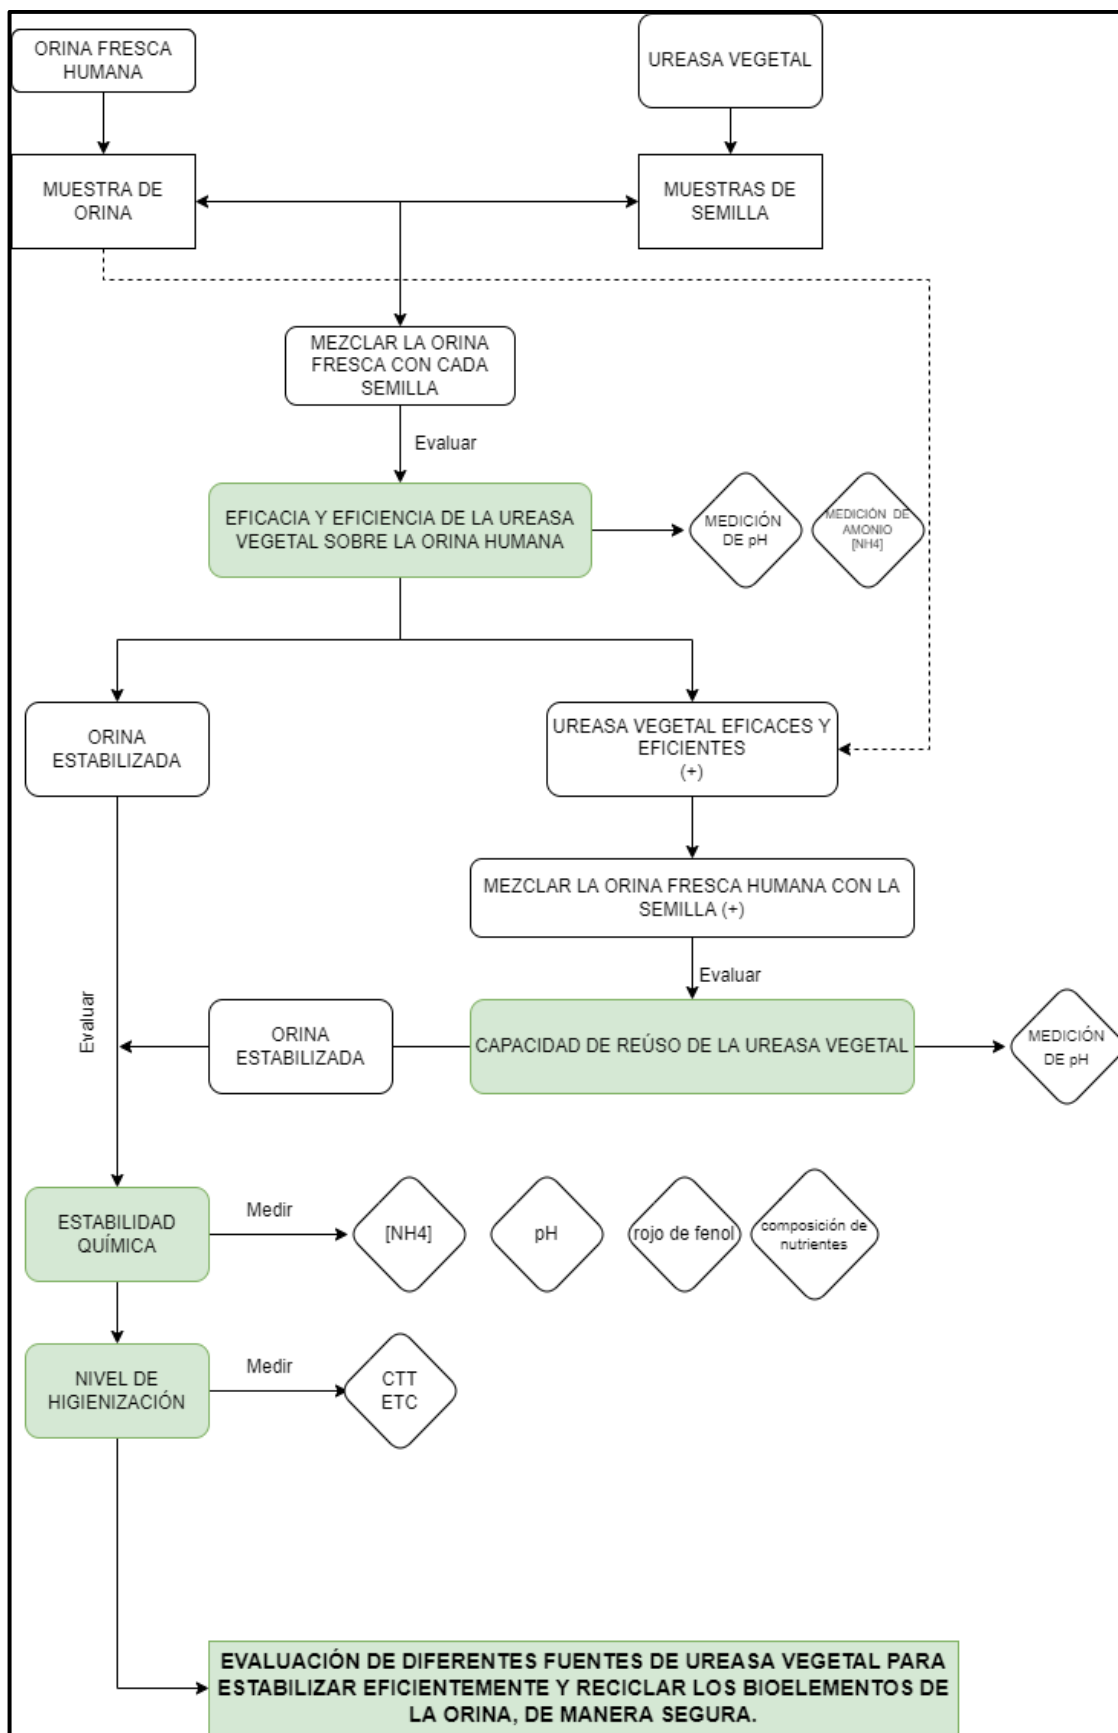 ORINA FRESCA
HUMANA
UREASA VEGETAL
MUESTRA DE
ORINA
MUESTRAS DE
SEMILLA
MEZCLAR LA ORINA
FRESCA CON CADA
SEMILLA
Evaluar
EFICACIA Y EFICIENCIA DE LA UREASA
VEGETAL SOBRE LA ORINA HUMANA
MEDICIÓN
DE pH
MEDICIÓN DE
AMONIO
[NH4]
ORINA
ESTABILIZADA
UREASA VEGETAL EFICACES Y
EFICIENTES
(+)
MEZCLAR LA ORINA FRESCA HUMANA CON LA
SEMILLA (+)
Evaluar
Evaluar
ORINA
ESTABILIZADA
CAPACIDAD DE REÚSO DE LA UREASA VEGETAL
MEDICIÓN
DE pH
ESTABILIDAD
QUÍMICA
Medir
[NH4]
pH
rojo de fenol
composición de
nutrientes
NIVEL DE
HIGIENIZACIÓN
Medir
CTT
ETC
EVALUACIÓN DE DIFERENTES FUENTES DE UREASA VEGETAL PARA
ESTABILIZAR EFICIENTEMENTE Y RECICLAR LOS BIOELEMENTOS DE
LA ORINA, DE MANERA SEGURA.